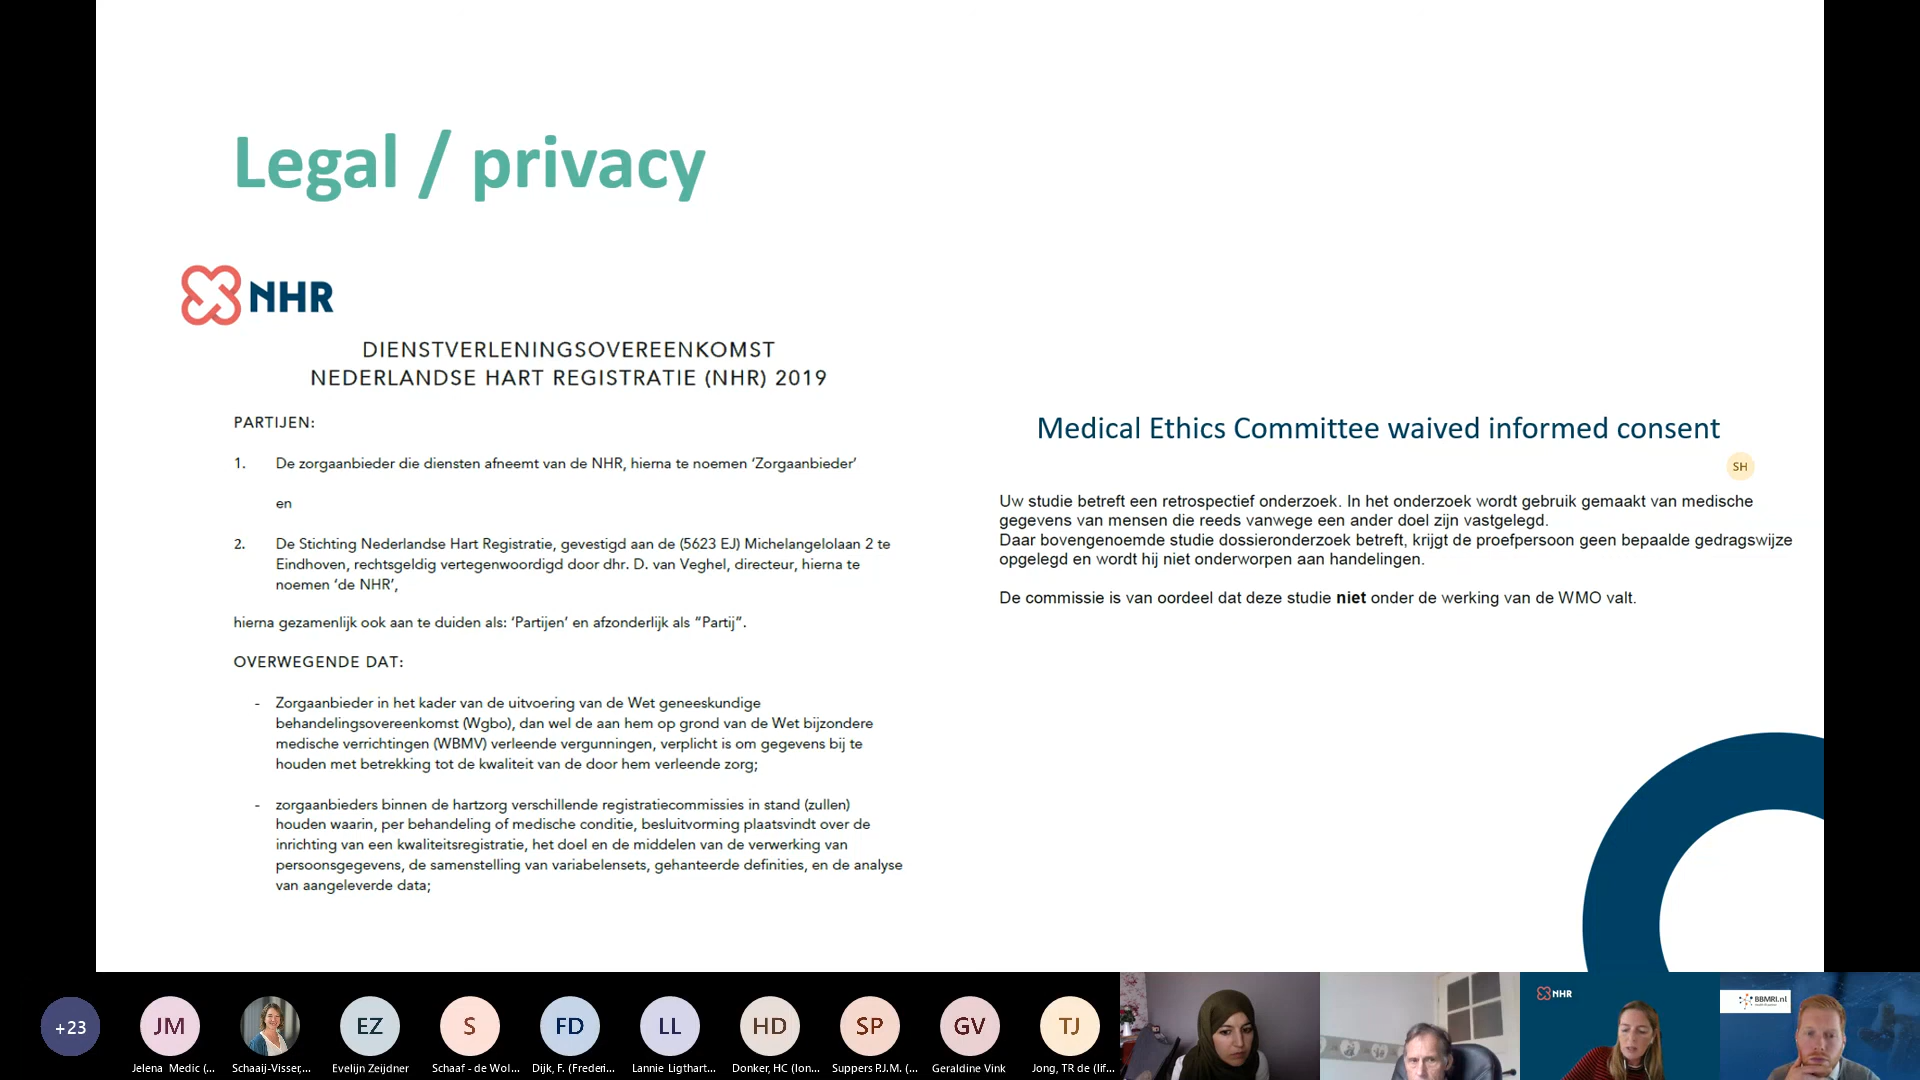 Legal / privacy
NHR
DIENSTVERLENINGSOVEREENKOMST
NEDERLANDSE HART REGISTRATIE (NHR) 2019
PARTIJEN:
1. De zorgaanbieder die diensten afneemt van de NHR, hierna te noemen ‘Zorgaanbieder’
en
2. De Stichting Nederlandse Hart Registratie, gevestigd aan de (5623 EJ) Michelangelolaan 2 te
Eindhoven, rechtsgeldig vertegenwoordigd door dhr. D. van Veghel, directeur, hierna te
noemen ‘de NHR’,
hierna gezamenlijk ook aan te duiden als: ‘Partijen’ en afzonderlijk als “Partij”.
OVERWEGENDE DAT:
- Zorgaanbieder in het kader van de uitvoering van de Wet geneeskundige
behandelingsovereenkomst (Wgbo), dan wel de aan hem op grond van de Wet bijzondere
medische verrichtingen (WBMV) verleende vergunningen, verplicht is om gegevens bij te
houden met betrekking tot de kwaliteit van de door hem verleende zorg;
- zorgaanbieders binnen de hartzorg verschillende registratiecommissies in stand (zullen)
houden waarin, per behandeling of medische conditie, besluitvorming plaatsvindt over de
inrichting van een kwaliteitsregistratie, het doel en de middelen van de verwerking van
persoonsgegevens, de samenstelling van variabelensets, gehanteerde definities, en de analyse
van aangeleverde data;
Medical Ethics Committee waived informed consent
SH
Uw studie betreft een retrospectief onderzoek. In het onderzoek wordt gebruik gemaakt van medische
gegevens van mensen die reeds vanwege een ander doel zijn vastgelegd.
Daar bovengenoemde studie dossieronderzoek betreft, krijgt de proefpersoon geen bepaalde gedragswijze
opgelegd en wordt hij niet onderworpen aan handelingen.
De commissie is van oordeel dat deze studie niet onder de werking van de WMO valt.
+23
JM
EZ
S
FD
LL
HD
SP
GV
TJ
Jelena Medic (...
Schaaij-Visser,...
Evelijn Zeijdner
Schaaf - de Wol...
Dijk, F. (Frederi...
Lannie Ligthart...
Donker, HC (lon...
Suppers P.J.M. (...
Geraldine Vink
Jong, TR de (lif...
NHR
BBMRI.nl